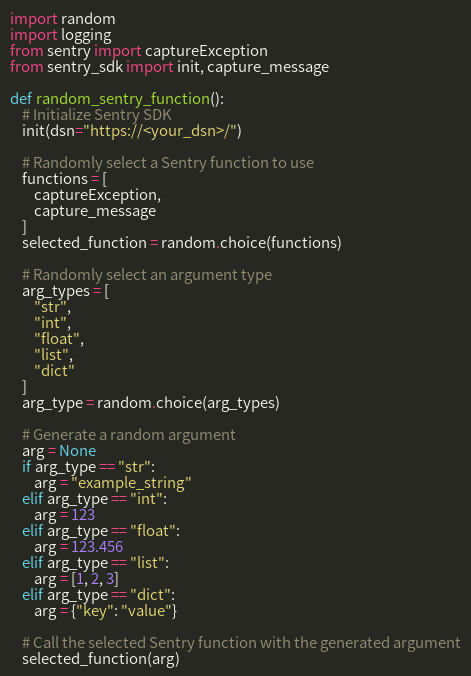 import random
import logging
from sentry import captureException
from sentry_sdk import init, capture_message

def random_sentry_function():
    # Initialize Sentry SDK
    init(dsn="https://<your_dsn>/")

    # Randomly select a Sentry function to use
    functions = [
        captureException,
        capture_message
    ]
    selected_function = random.choice(functions)

    # Randomly select an argument type
    arg_types = [
        "str",
        "int",
        "float",
        "list",
        "dict"
    ]
    arg_type = random.choice(arg_types)

    # Generate a random argument
    arg = None
    if arg_type == "str":
        arg = "example_string"
    elif arg_type == "int":
        arg = 123
    elif arg_type == "float":
        arg = 123.456
    elif arg_type == "list":
        arg = [1, 2, 3]
    elif arg_type == "dict":
        arg = {"key": "value"}

    # Call the selected Sentry function with the generated argument
    selected_function(arg)